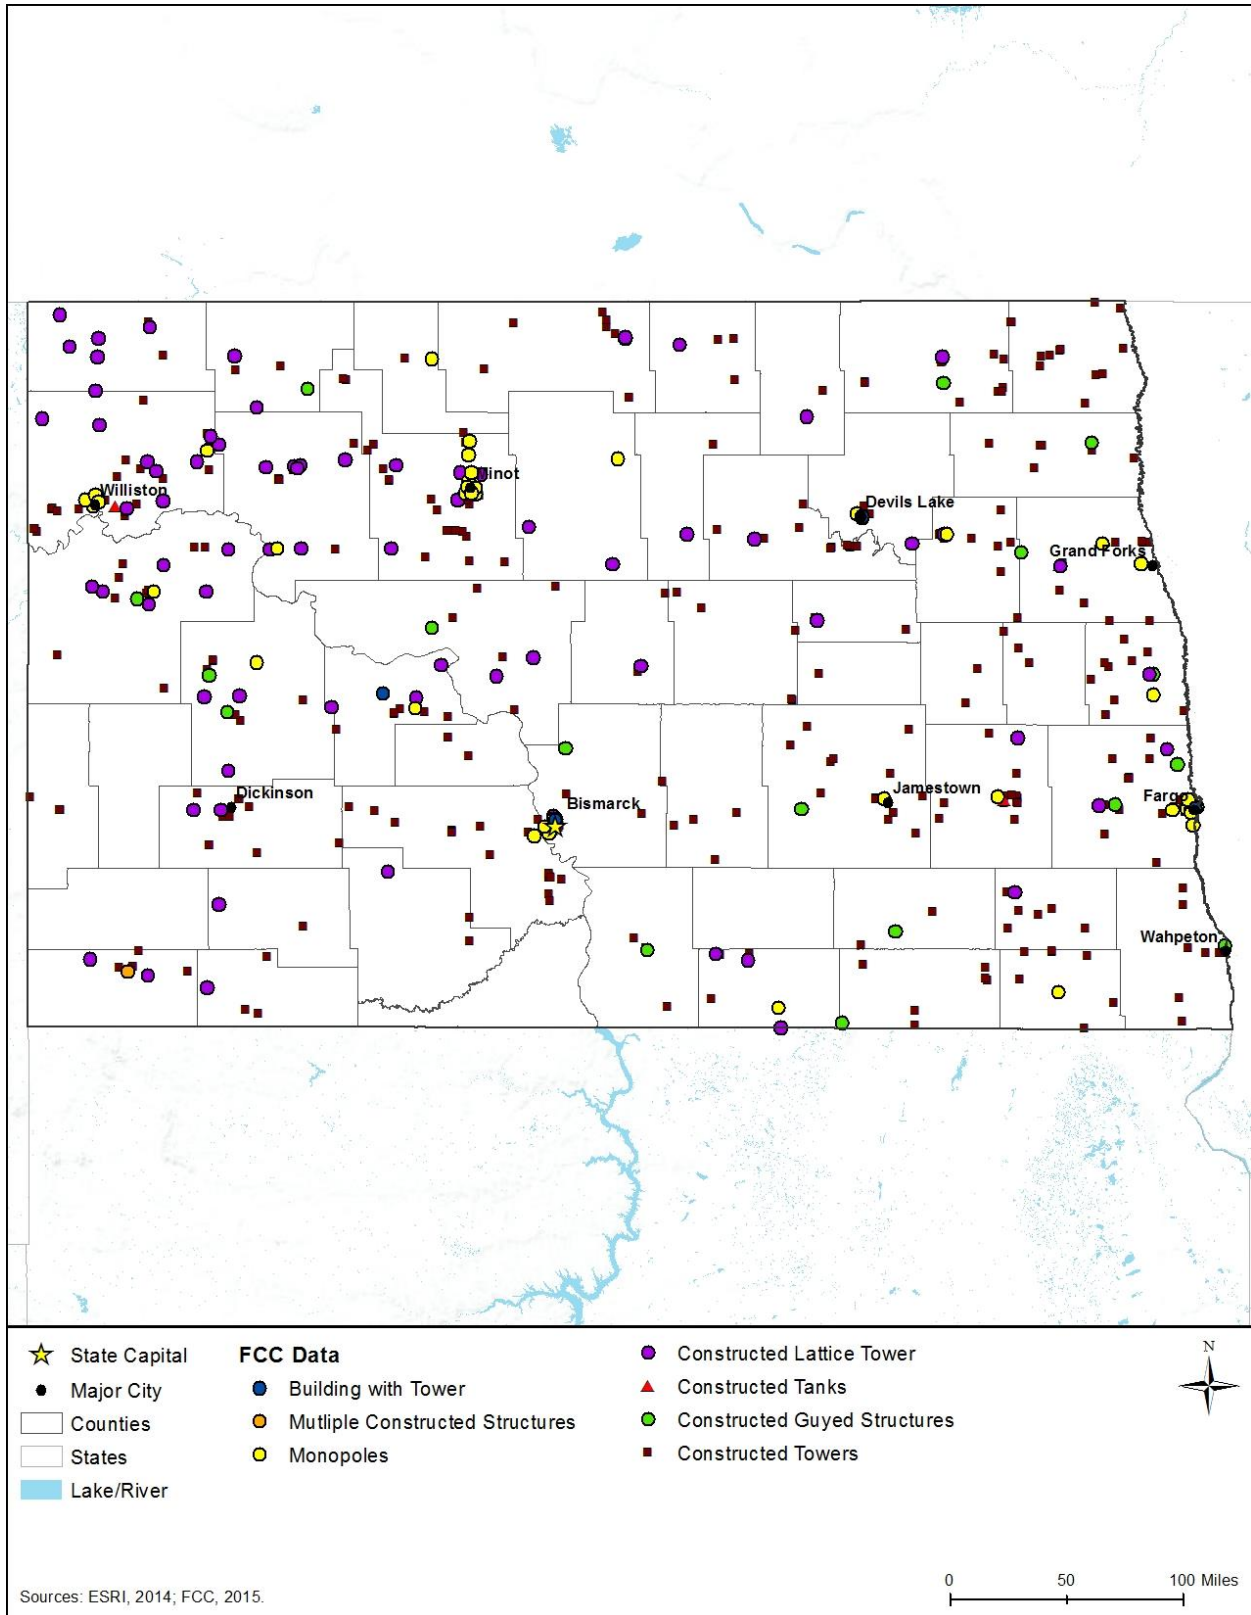 Williston
Minot
Devils Lake
Grand Forks
Dickinson
Bismarck
Jamestown
Fargo
Wahpeton
State Capital
Major City
Counties
States
Lake/River
FCC Data
Building with Tower
Mutliple Constructed Structures
Monopoles
Constructed Lattice Tower
Constructed Tanks
Constructed Guyed Structures
Constructed Towers
N
Sources: ESRI, 2014; FCC, 2015.
0 50 100 Miles